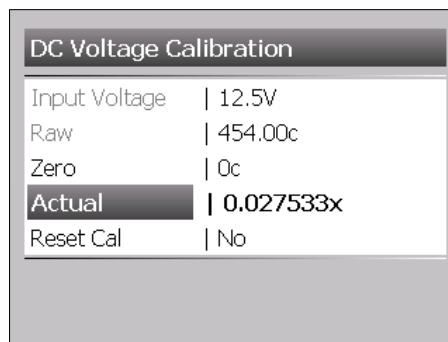 DC Voltage Calibration
Input Voltage | 12.5V
Raw | 454.00c
Zero | 0c
Actual | 0.027533x
Reset Cal | No